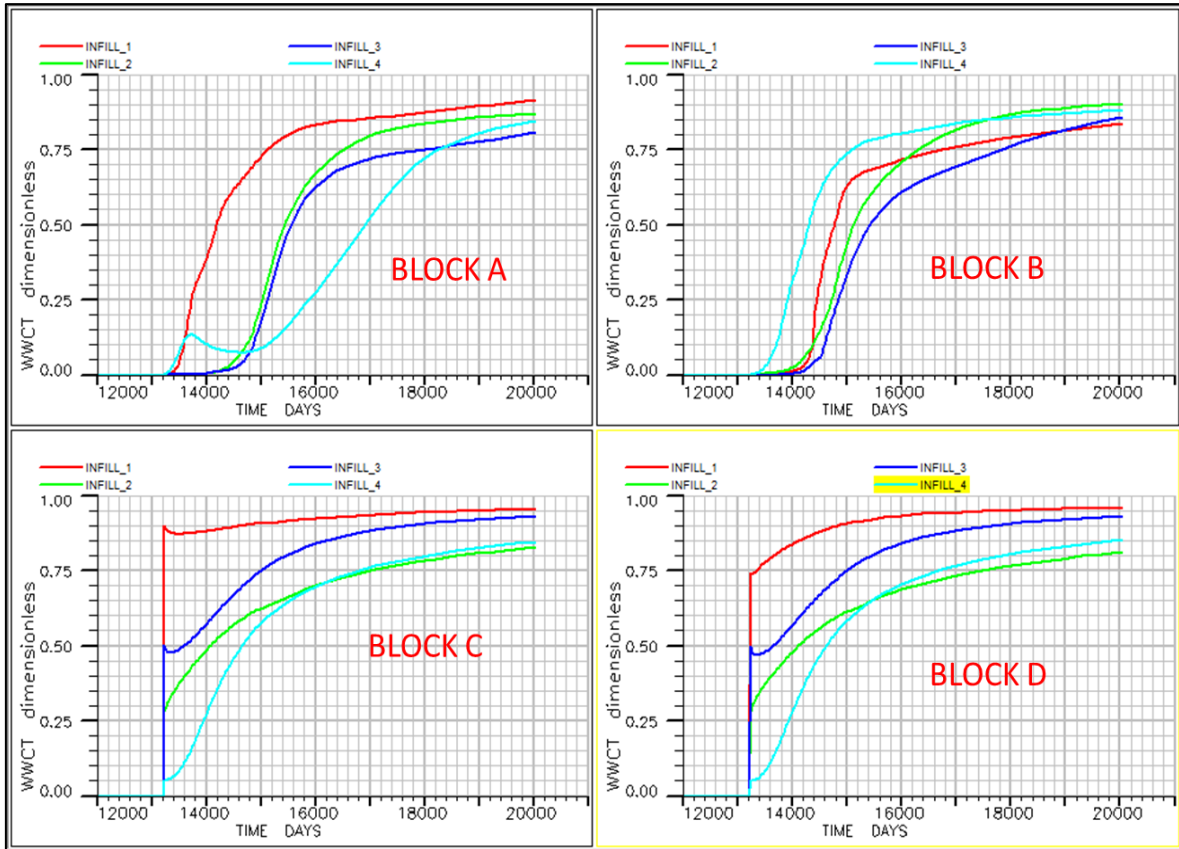 INFILL_1 INFILL_3
INFILL_2 INFILL_4
1.00
0.75
0.50
0.25
0.00
WWCT dimensionless
BLOCK A
12000 14000 16000 18000 20000
TIME DAYS
INFILL_1 INFILL_3
INFILL_2 INFILL_4
1.00
0.75
0.50
0.25
0.00
WWCT dimensionless
BLOCK B
12000 14000 16000 18000 20000
TIME DAYS
INFILL_1 INFILL_3
INFILL_2 INFILL_4
1.00
0.75
0.50
0.25
0.00
WWCT dimensionless
BLOCK C
12000 14000 16000 18000 20000
TIME DAYS
INFILL_1 INFILL_3
INFILL_2 INFILL_4
1.00
0.75
0.50
0.25
0.00
WWCT dimensionless
BLOCK D
12000 14000 16000 18000 20000
TIME DAYS